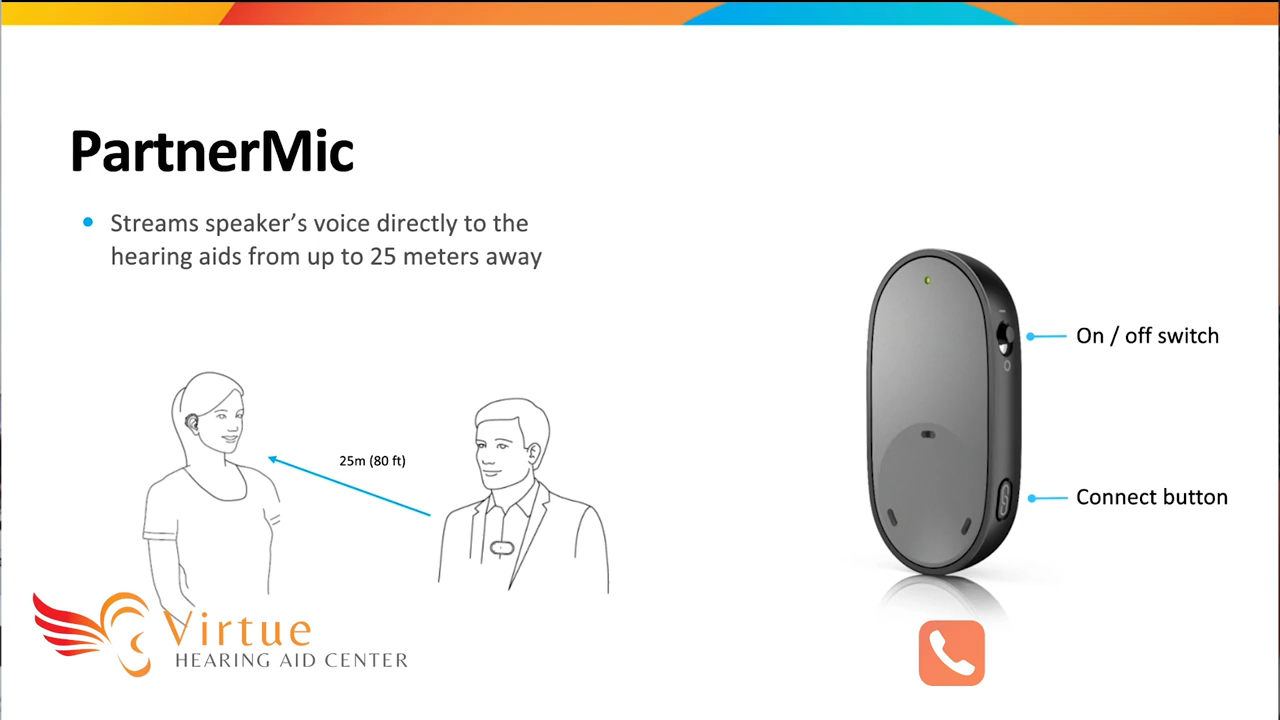 PartnerMic
Streams speaker's voice directly to the
hearing aids from up to 25 meters away
25m (80 ft)
On / off switch
Connect button
Virtue
HEARING AID CENTER